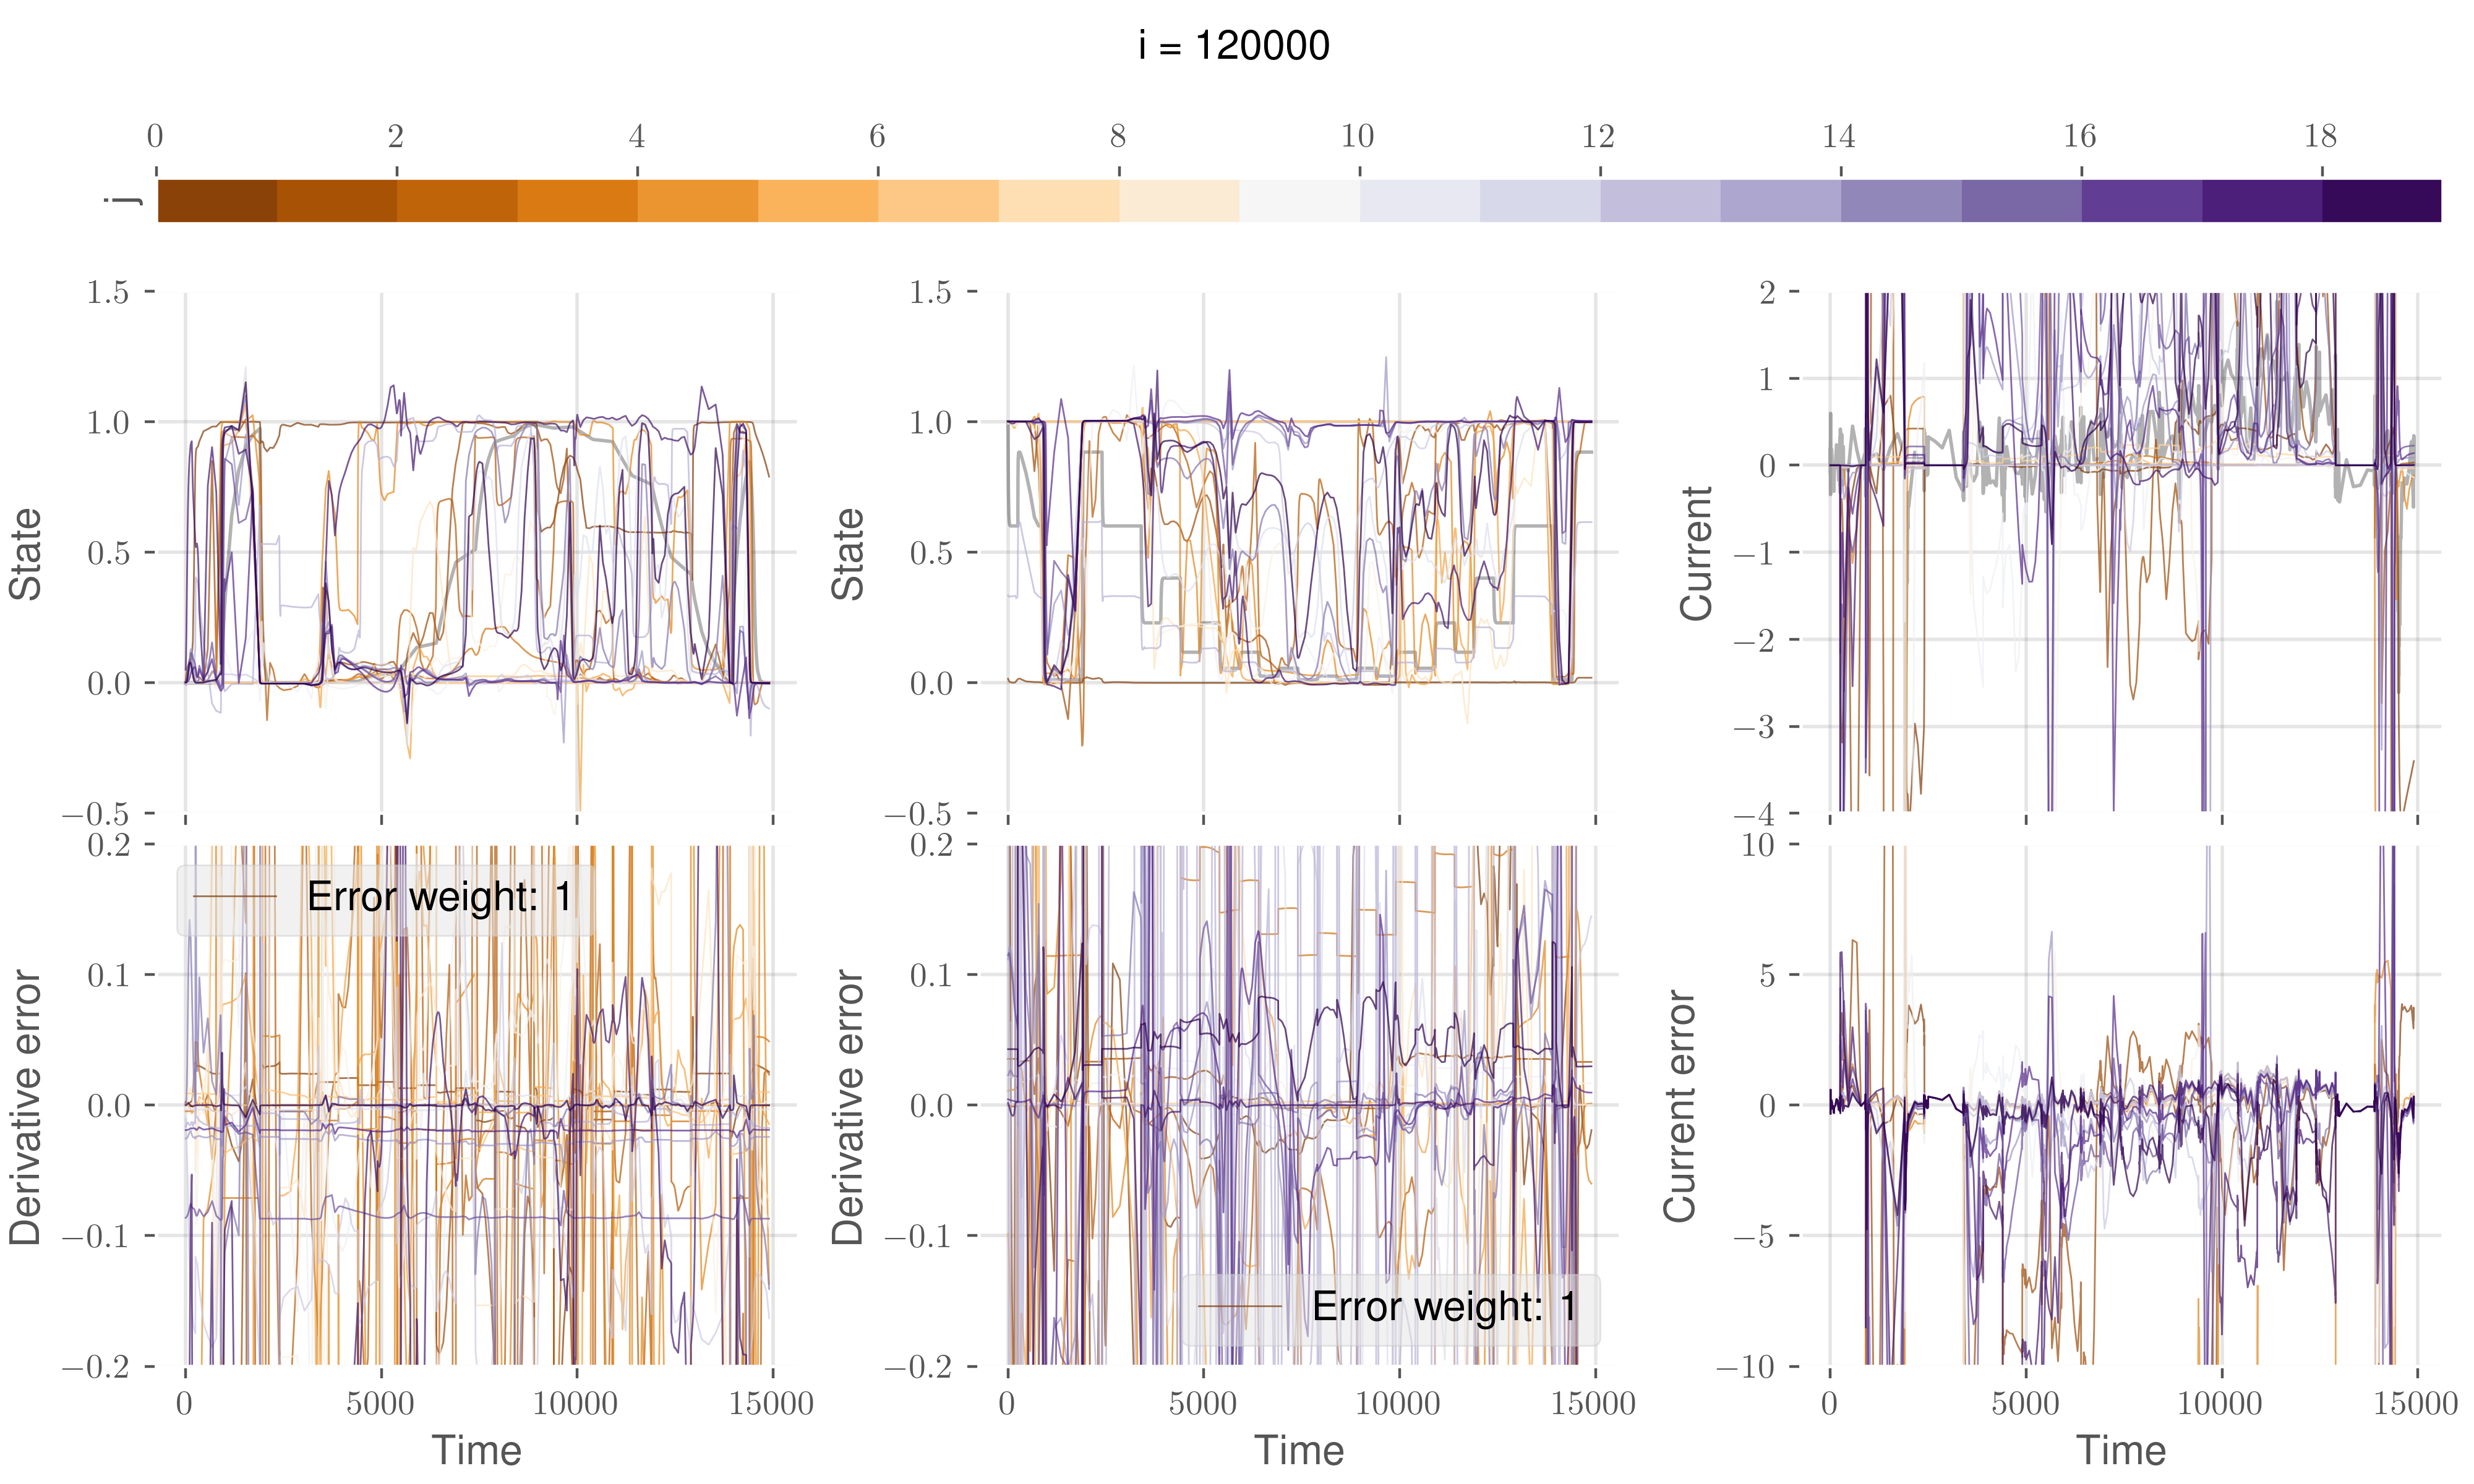 i = 120000
0 2 4 6 8 10 12 14 16 18
j
1.5 1.0 0.5 0.0 −0.5
State
1.5 1.0 0.5 0.0 −0.5
State
2 1 0 −1 −2 −3 −4
Current
0.2 0.1 0.0 −0.1 −0.2
Derivative error
Error weight: 1
0 5000 10000 15000
Time
0.2 0.1 0.0 −0.1 −0.2
Derivative error
Error weight: 1
0 5000 10000 15000
Time
10 5 0 −5 −10
Current error
0 5000 10000 15000
Time